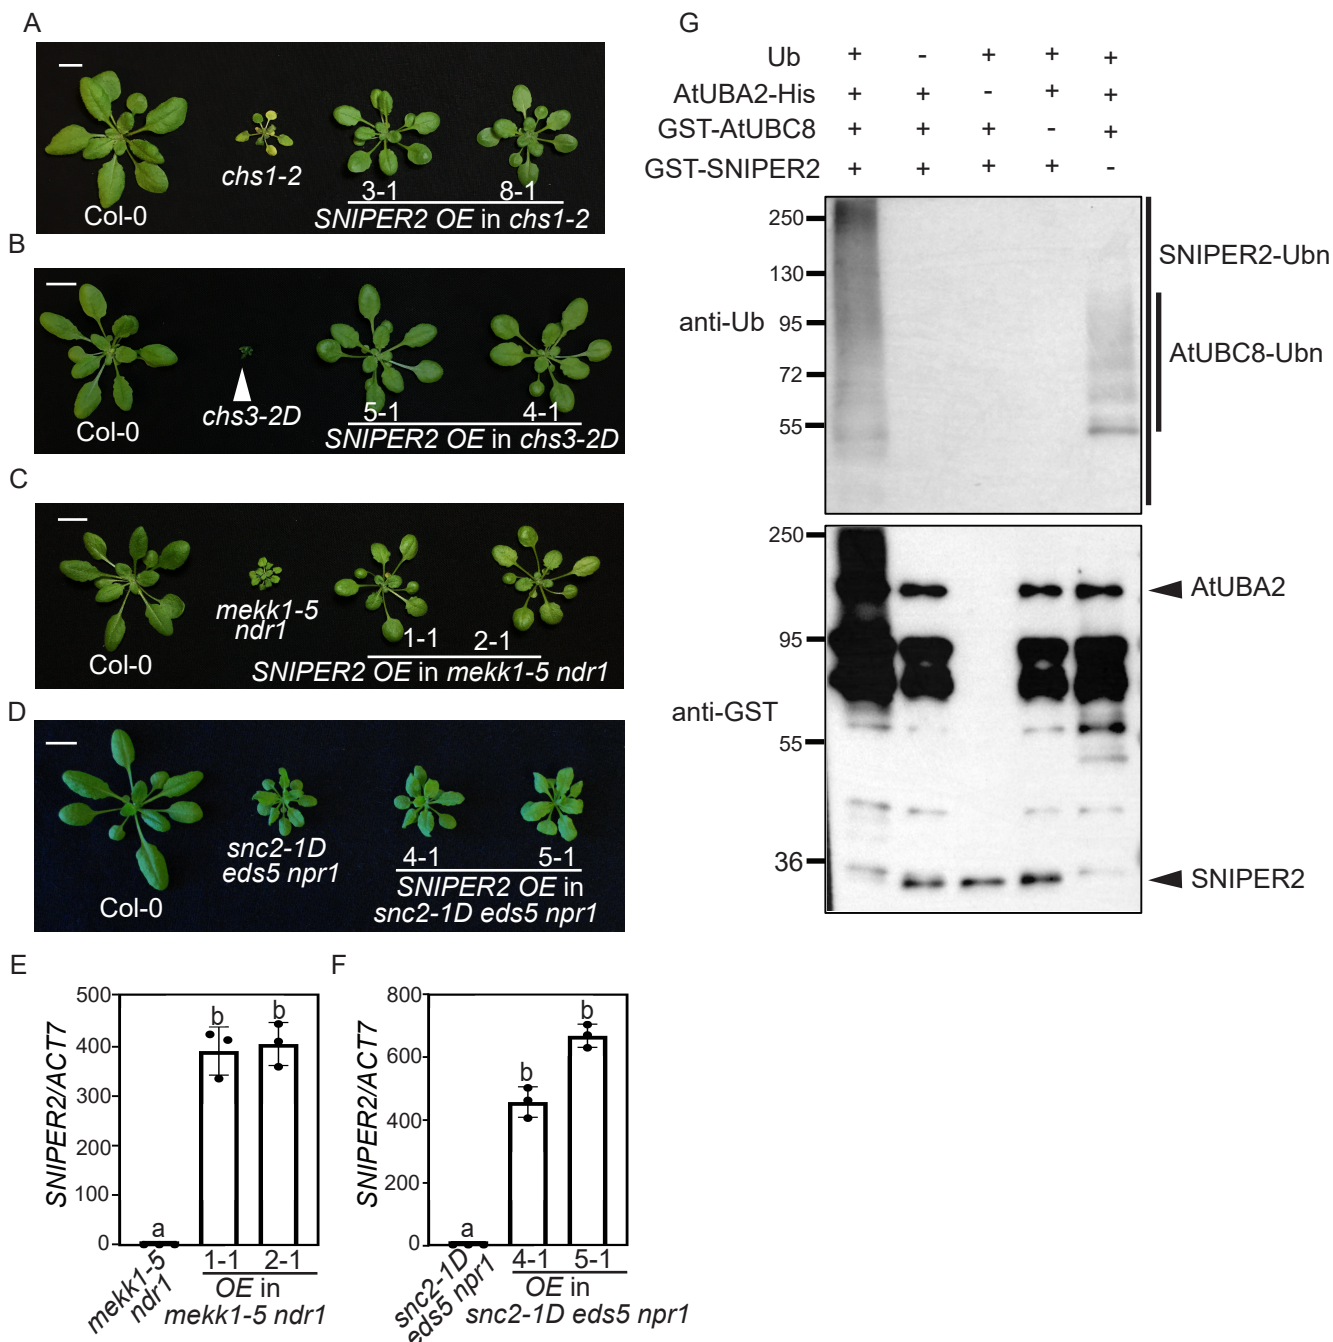 A
Col-0
chs1-2
3-1 8-1
SNIPER2 OE in chs1-2
B
Col-0
chs3-2D
5-1 4-1
SNIPER2 OE in chs3-2D
C
Col-0
mekk1-5
ndr1
1-1 2-1
SNIPER2 OE in mekk1-5 ndr1
D
Col-0
snc2-1D
eds5 npr1
4-1 5-1
SNIPER2 OE in
snc2-1D eds5 npr1
E
SNIPER2/ACT7
500
400
300
200
100
0
a b b
mekk1-5
ndr1
1-1 2-1
OE in
mekk1-5 ndr1
F
SNIPER2/ACT7
800
600
400
200
0
a b b
snc2-1D
eds5 npr1
4-1 5-1
OE in
snc2-1D eds5 npr1
G
Ub + - + + +
AtUBA2-His + + - + +
GST-AtUBC8 + + + - +
GST-SNIPER2 + + + + -
anti-Ub
250
130
95
72
55
SNIPER2-Ubn
AtUBC8-Ubn
anti-GST
250
95
55
36
AtUBA2
SNIPER2